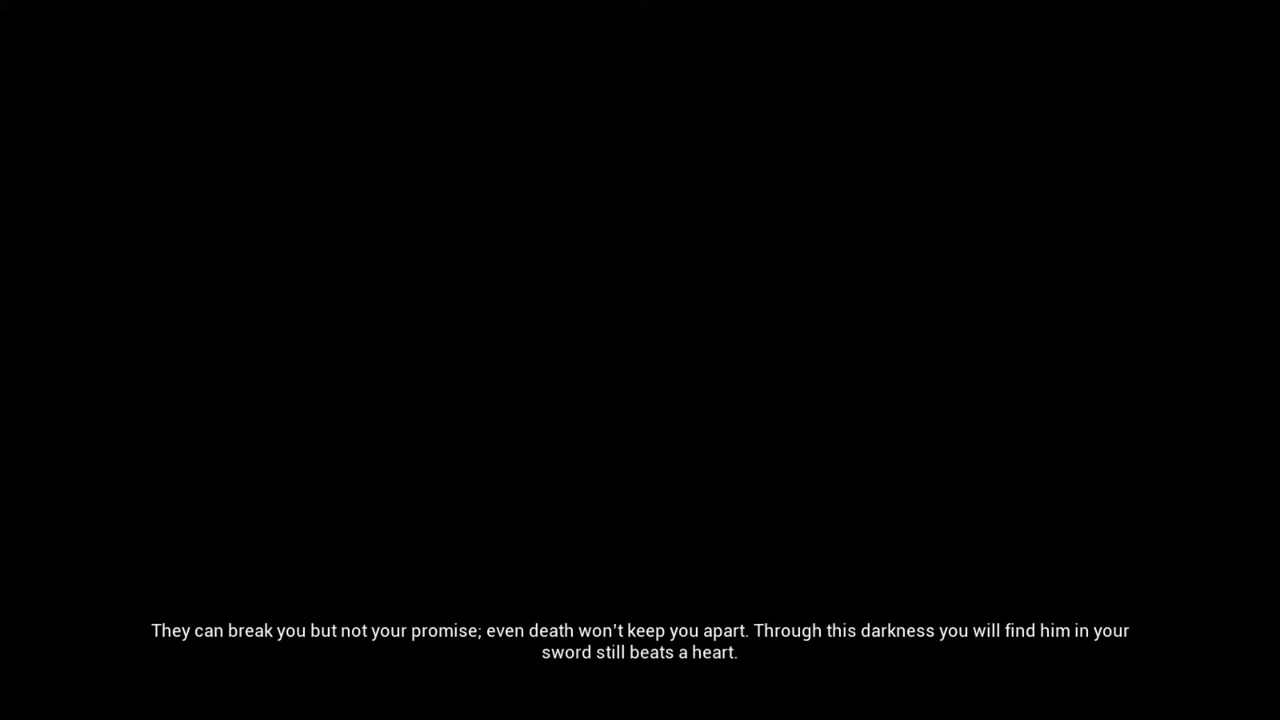 They can break you but not your promise; even death won't keep you apart. Through this darkness you will find him in your
sword still beats a heart.